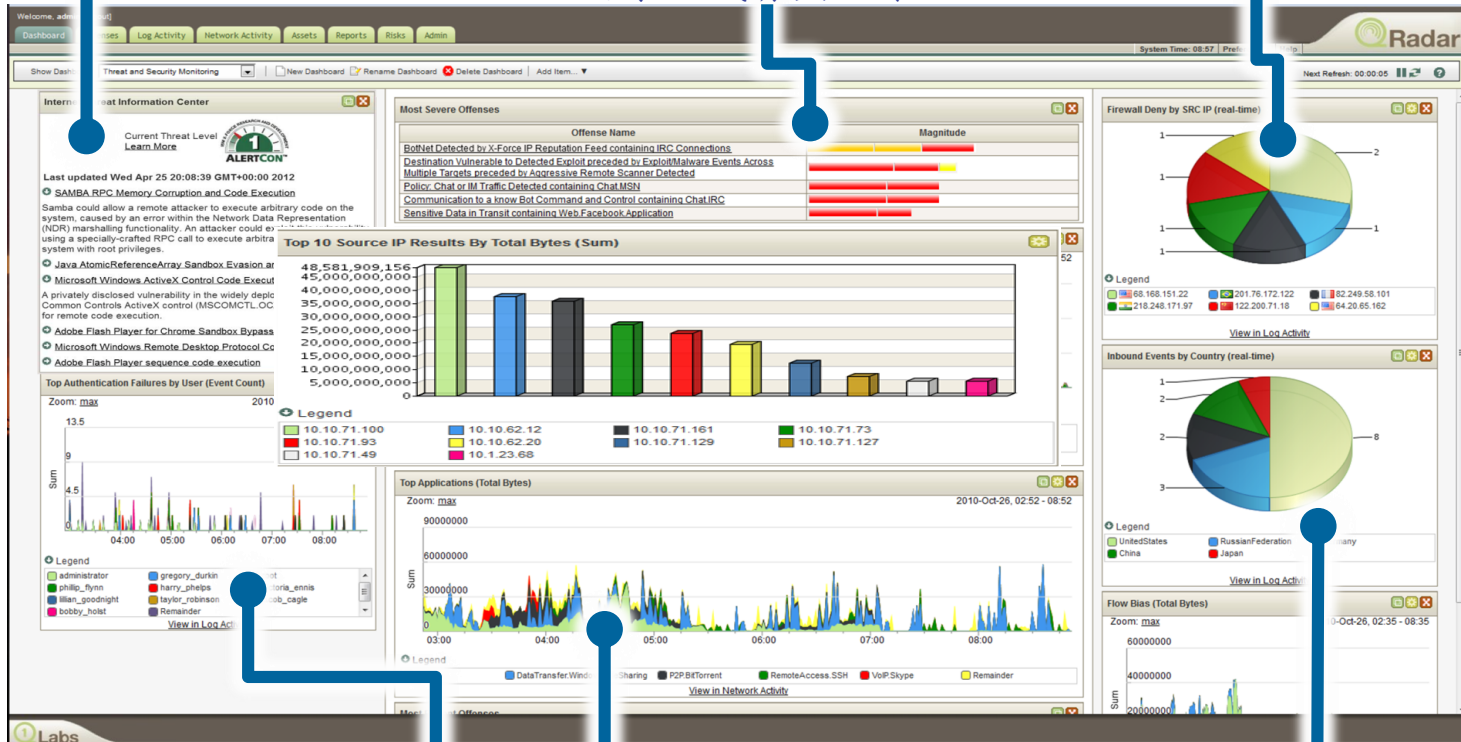 Welcome, adm
Dashboard
Log Activity
Network Activity
Assets
Reports
Risks
Admin
System Time: 08:57
QRadar
Threat and Security Monitoring
New Dashboard
Rename Dashboard
Delete Dashboard
Add Item...
Next Refresh: 00:00:05
Current Threat Level
Learn More
ALERTCON™
Last updated Wed Apr 25 20:08:39 GMT+00:00 2012
SAMBA RPC Memory Corruption and Code Execution
Samba could allow a remote attacker to execute arbitrary code on the
system, caused by an error within the Network Data Representation
(NDR) marshalling functionality. An attacker could
using a specially-crafted RPC call to execute
system with root privileges.
Java AtomicReferenceArray Sandbox Evasion
Microsoft Windows ActiveX Control Code
A privately disclosed vulnerability in the widely
Common Controls ActiveX control (MSCOMCTL.OC
for remote code execution.
Adobe Flash Player for Chrome Sandbox Bypass
Microsoft Windows Remote Desktop Protocol
Adobe Flash Player sequence code execution
Top Authentication Failures by User (Event Count)
Zoom: max
2010
13.5
9
4.5
0
Sum
04:00 05:00 06:00 07:00 08:00
Legend
administrator gregory_durkin
phillip_flynn harry_phelps
lillian_goodnight taylor_robinson
bobby_holst Remainder
Most Severe Offenses
Offense Name Magnitude
BotNet Detected by X-Force IP Reputation Feed containing IRC Connections
Destination Vulnerable to Detected Exploit preceded by Exploit/Malware Events Across
Multiple Targets preceded by Aggressive Remote Scanner Detected
Policy: Chat or IM Traffic Detected containing Chat.MSN
Communication to a know Bot Command and Control containing Chat.IRC
Sensitive Data in Transit containing Web.Facebook.Application
Top 10 Source IP Results By Total Bytes (Sum)
52
48,581,909,156
45,000,000,000
40,000,000,000
35,000,000,000
30,000,000,000
25,000,000,000
20,000,000,000
15,000,000,000
10,000,000,000
5,000,000,000
0
Legend
10.10.71.100 10.10.62.12 10.10.71.161 10.10.71.73
10.10.71.93 10.10.62.20 10.10.71.129 10.10.71.127
10.10.71.49 10.1.23.68
Top Applications (Total Bytes)
Zoom: max
2010-Oct-26, 02:52 - 08:52
90000000
60000000
30000000
0
Sum
03:00 04:00 05:00 06:00 07:00 08:00
Legend
P2P.BitTorrent RemoteAccess.SSH VoIP.Skype Remainder
View in Network Activity
Firewall Deny by SRC IP (real-time)
1
2
1
1
1
1
Legend
68.168.151.22 201.76.172.122 82.249.58.101
218.248.171.97 122.200.71.18 64.20.65.162
View in Log Activity
Inbound Events by Country (real-time)
1
2
2
8
3
Legend
UnitedStates RussianFederation
China Japan
View in Log
Flow Bias (Total Bytes)
Zoom: max
-Oct-26, 02:35 - 08:35
60000000
40000000
20000000
Sum
1 Labs